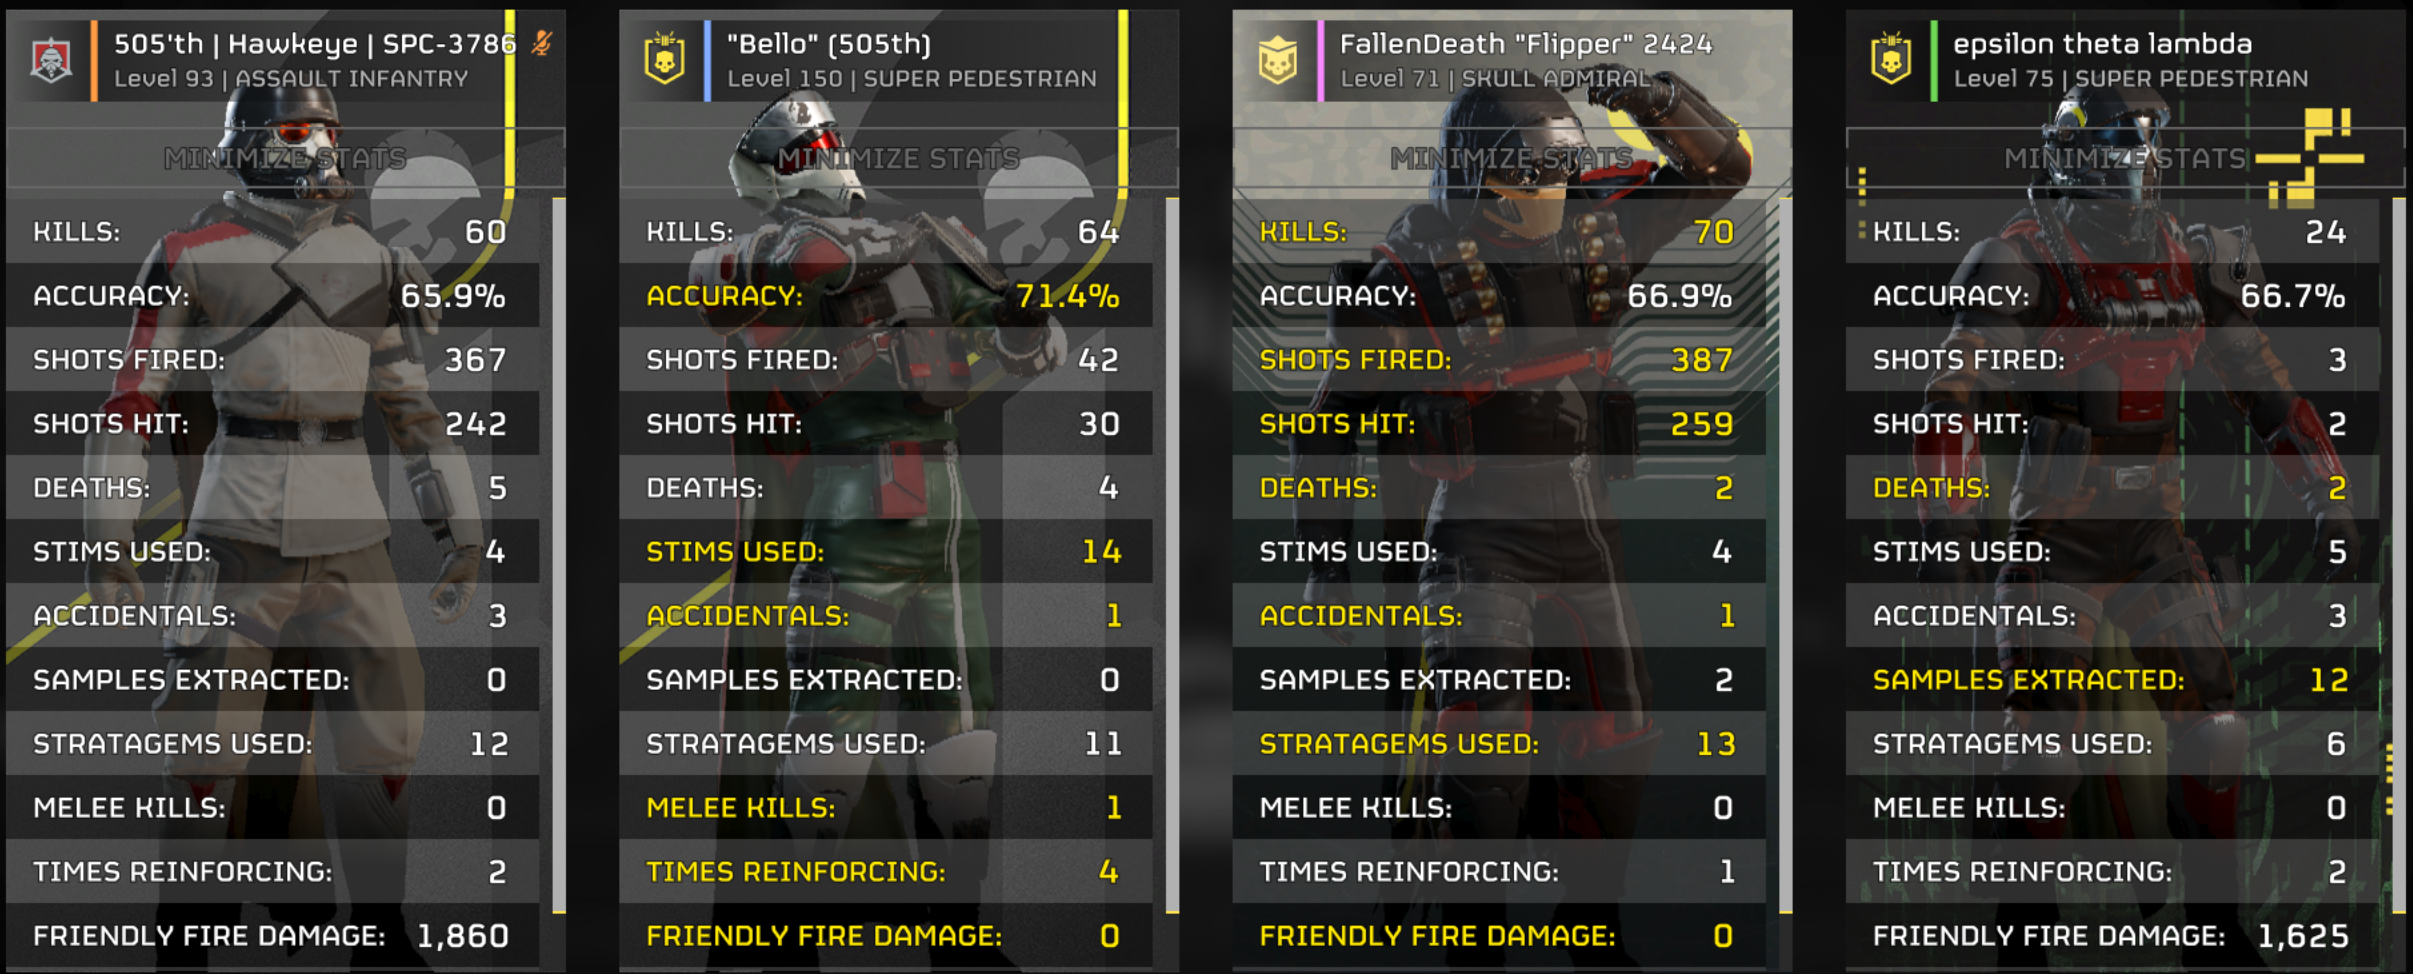 505'th | Hawkeye | SPC-3786
Level 93 | ASSAULT INFANTRY
MINIMIZE STATS
KILLS: 60
ACCURACY: 65.9%
SHOTS FIRED: 367
SHOTS HIT: 242
DEATHS: 5
STIMS USED: 4
ACCIDENTALS: 3
SAMPLES EXTRACTED: 0
STRATAGEMS USED: 12
MELEE KILLS: 0
TIMES REINFORCING: 2
FRIENDLY FIRE DAMAGE: 1,860
"Bello" (505th)
Level 150 | SUPER PEDESTRIAN
MINIMIZE STATS
KILLS: 64
ACCURACY: 71.4%
SHOTS FIRED: 42
SHOTS HIT: 30
DEATHS: 4
STIMS USED: 14
ACCIDENTALS: 1
SAMPLES EXTRACTED: 0
STRATAGEMS USED: 11
MELEE KILLS: 1
TIMES REINFORCING: 4
FRIENDLY FIRE DAMAGE: 0
FallenDeath "Flipper" 2424
Level 71 | SKULL ADMIRAL
MINIMIZE STATS
KILLS: 70
ACCURACY: 66.9%
SHOTS FIRED: 387
SHOTS HIT: 259
DEATHS: 2
STIMS USED: 4
ACCIDENTALS: 1
SAMPLES EXTRACTED: 2
STRATAGEMS USED: 13
MELEE KILLS: 0
TIMES REINFORCING: 1
FRIENDLY FIRE DAMAGE: 0
epsilon theta lambda
Level 75 | SUPER PEDESTRIAN
MINIMIZE STATS
KILLS: 24
ACCURACY: 66.7%
SHOTS FIRED: 3
SHOTS HIT: 2
DEATHS: 2
STIMS USED: 5
ACCIDENTALS: 3
SAMPLES EXTRACTED: 12
STRATAGEMS USED: 6
MELEE KILLS: 0
TIMES REINFORCING: 2
FRIENDLY FIRE DAMAGE: 1,625